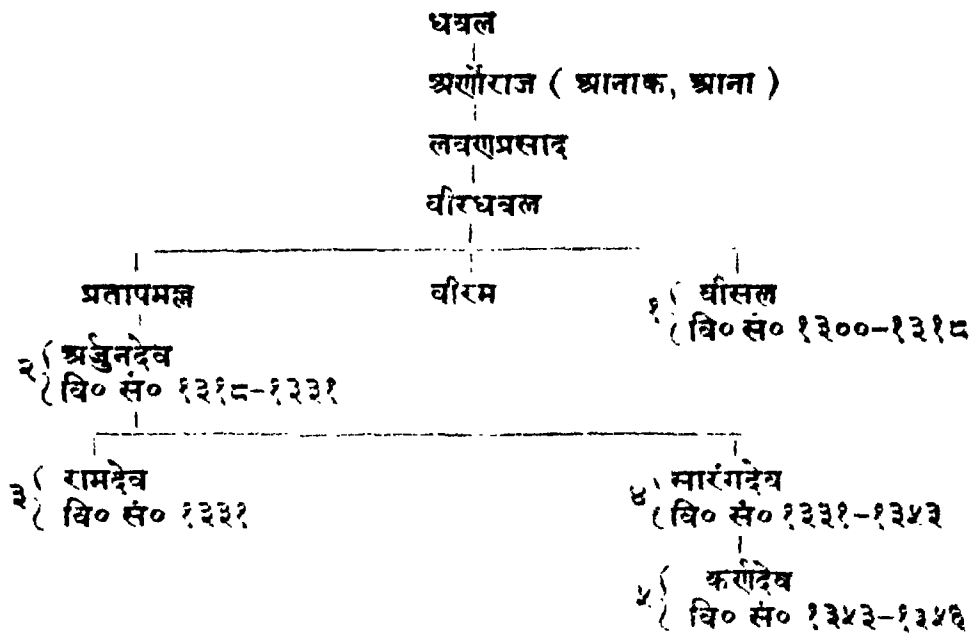 धवल
अर्णोराज ( आनाक, आना )
लवणप्रसाद
वीरधवल
प्रतापमल्ल वीरम १ { वीसल
वि० सं० १३००-१३१८
२ { अर्जुनदेव
वि० सं० १३१८-१३३१
३ { रामदेव ४ { सारंगदेव
वि० सं० १३३१ वि० सं० १३३१-१३५३
५ { कर्णदेव
वि० सं० १३५३-१३५६